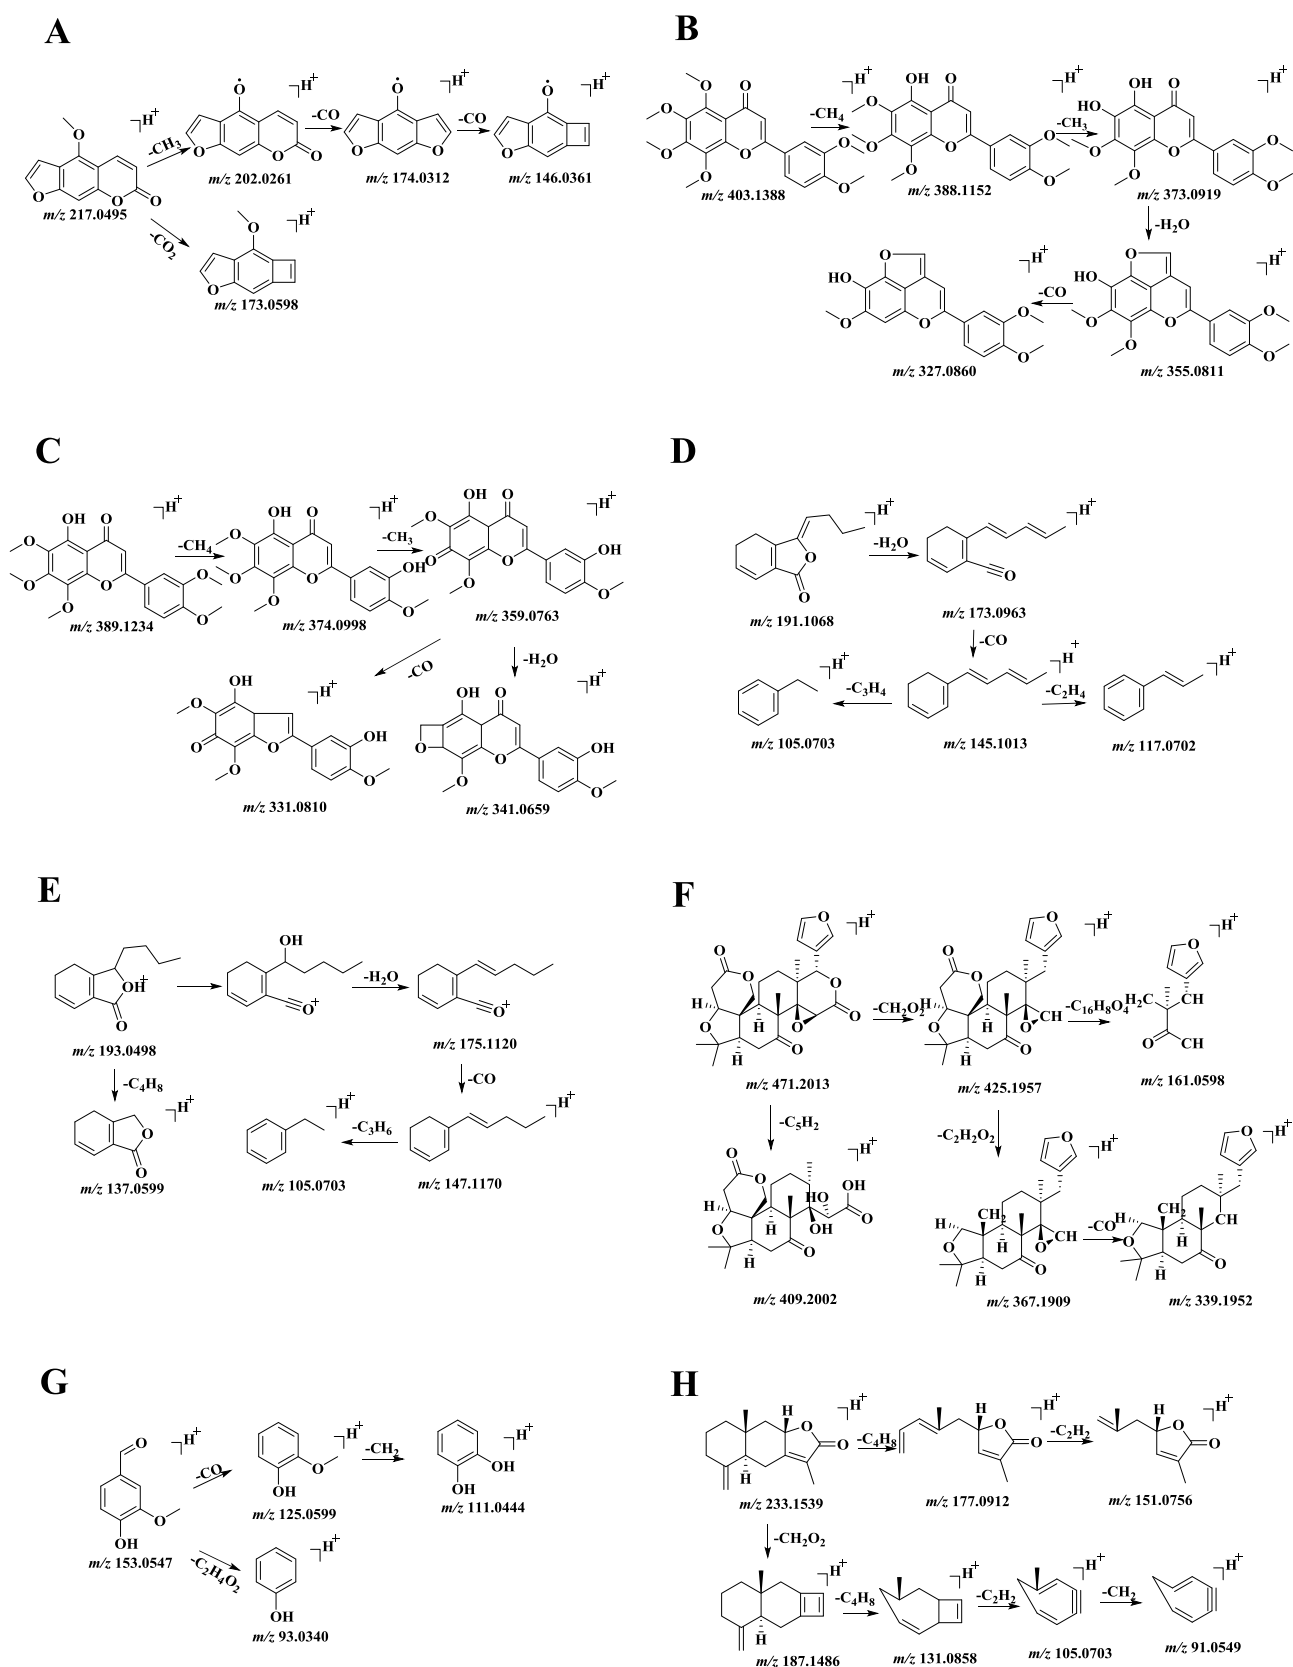 A
B
-CH3
-CO
-CO
m/z 217.0495
m/z 202.0261
m/z 174.0312
m/z 146.0361
-CO2
m/z 173.0598
-CH4
-CH3
m/z 403.1388
m/z 388.1152
m/z 373.0919
-H2O
-CO
m/z 327.0860
m/z 355.0811
C
D
-CH4
-CH3
m/z 389.1234
m/z 374.0998
m/z 359.0763
-CO
-H2O
m/z 331.0810
m/z 341.0659
-H2O
m/z 191.1068
m/z 173.0963
-CO
-C3H4
-C2H4
m/z 105.0703
m/z 145.1013
m/z 117.0702
E
F
-H2O
m/z 193.0498
m/z 175.1120
-C4H8
-CO
-C3H6
m/z 137.0599
m/z 105.0703
m/z 147.1170
-CH2O2
-C16H8O4
m/z 471.2013
m/z 425.1957
m/z 161.0598
-C5H2
-C2H2O2
-CO
m/z 409.2002
m/z 367.1909
m/z 339.1952
G
H
-CO
-CH2
m/z 153.0547
m/z 125.0599
m/z 111.0444
-C2H4O2
m/z 93.0340
-C4H8
-C2H2
m/z 233.1539
m/z 177.0912
m/z 151.0756
-CH2O2
-C4H8
-C2H2
-CH2
m/z 187.1486
m/z 131.0858
m/z 105.0703
m/z 91.0549